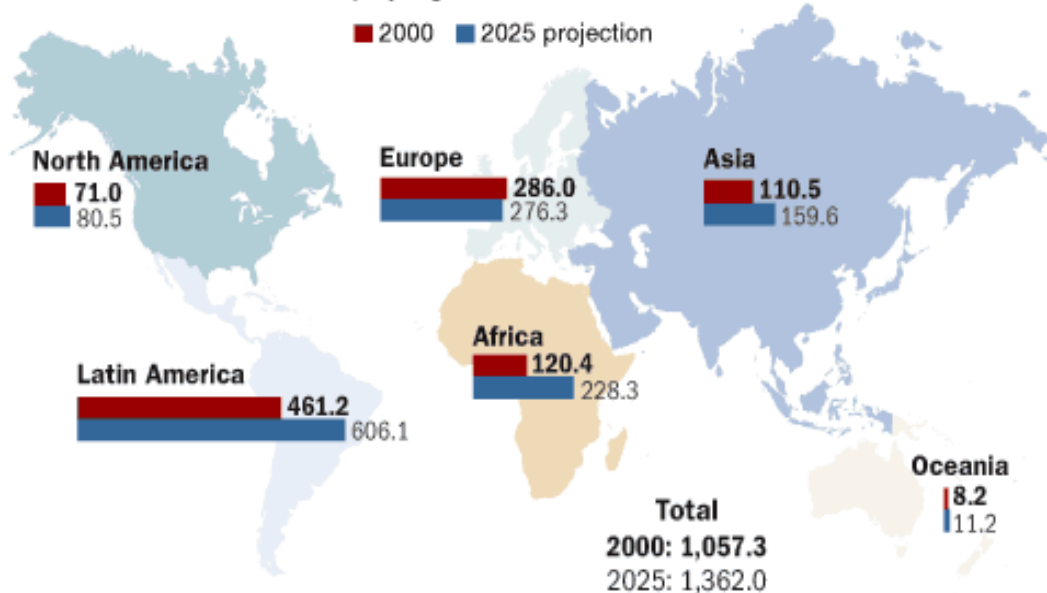 2000 2025 projection
North America
71.0
80.5
Europe
286.0
276.3
Asia
110.5
159.6
Latin America
461.2
606.1
Africa
120.4
228.3
Oceania
8.2
11.2
Total
2000: 1,057.3
2025: 1,362.0